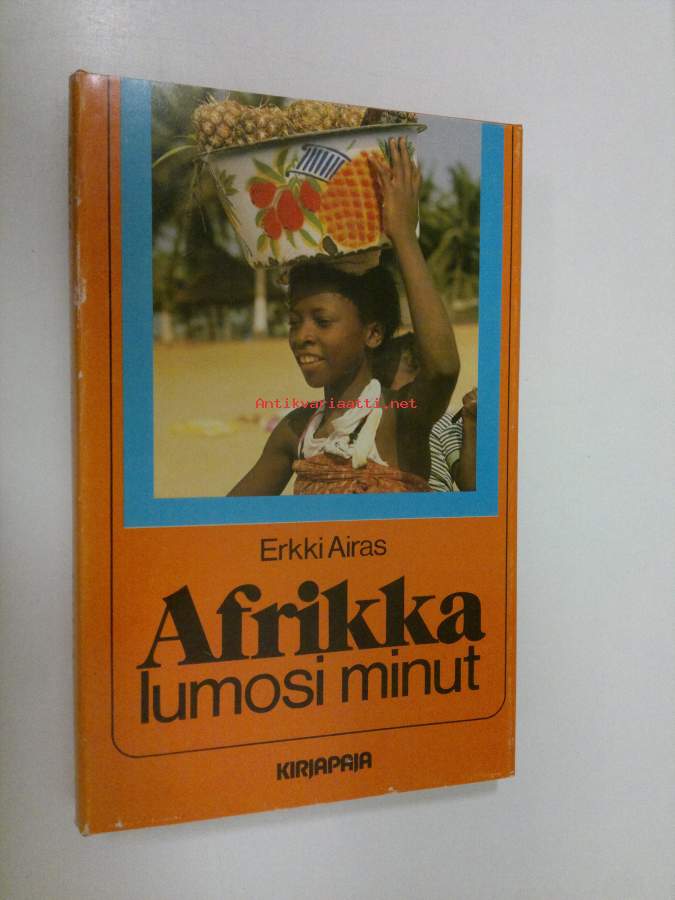 Antikvariaatti.net
Erkki Airas
Afrikka
lumosi minut
KIRJAPAJA